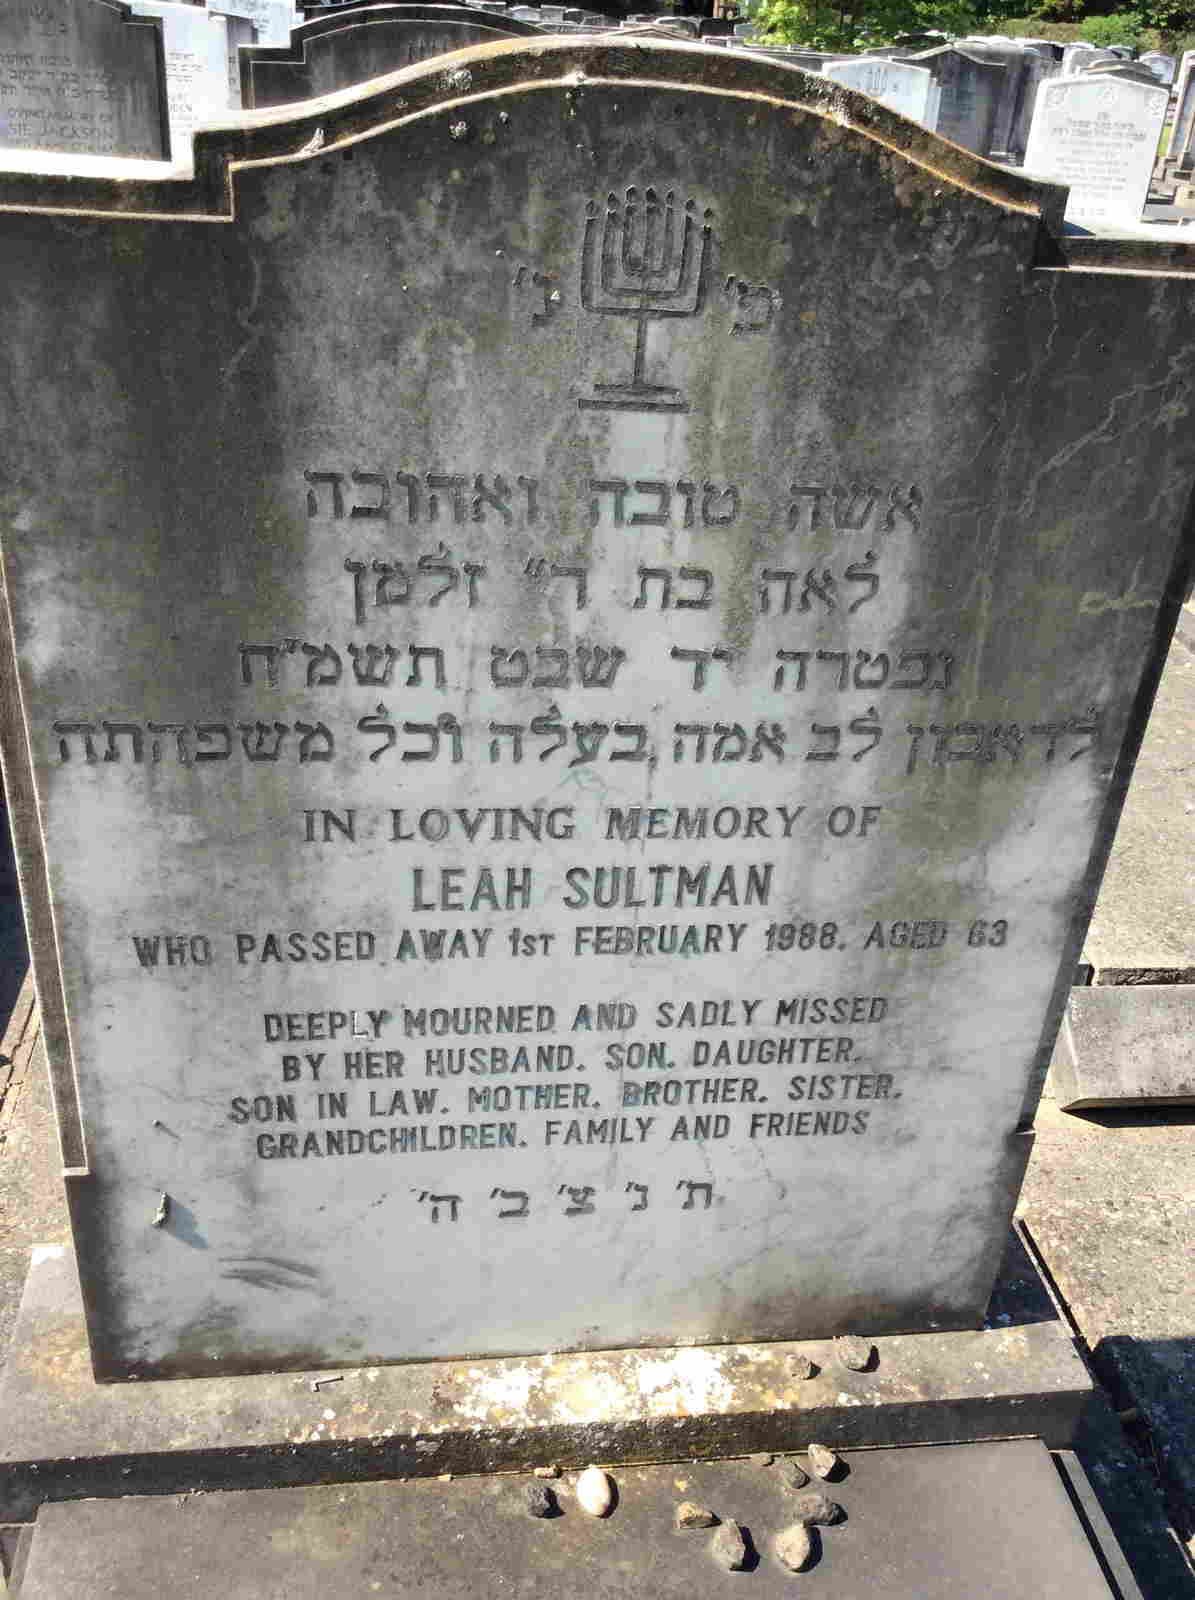 פ' נ'
אשה טובה ואהובה
לאה בת ר" זלמן
נפטרה יד שבט תשמ"ח
לדאבון לב אמה, בעלה וכל משפחתה
IN LOVING MEMORY OF
LEAH SULTMAN
WHO PASSED AWAY 1ST FEBRUARY 1988. AGED 63
DEEPLY MOURNED AND SADLY MISSED
BY HER HUSBAND. SON. DAUGHTER.
SON IN LAW. MOTHER. BROTHER. SISTER.
GRANDCHILDREN. FAMILY AND FRIENDS
ת' נ' צ' ב' ה'